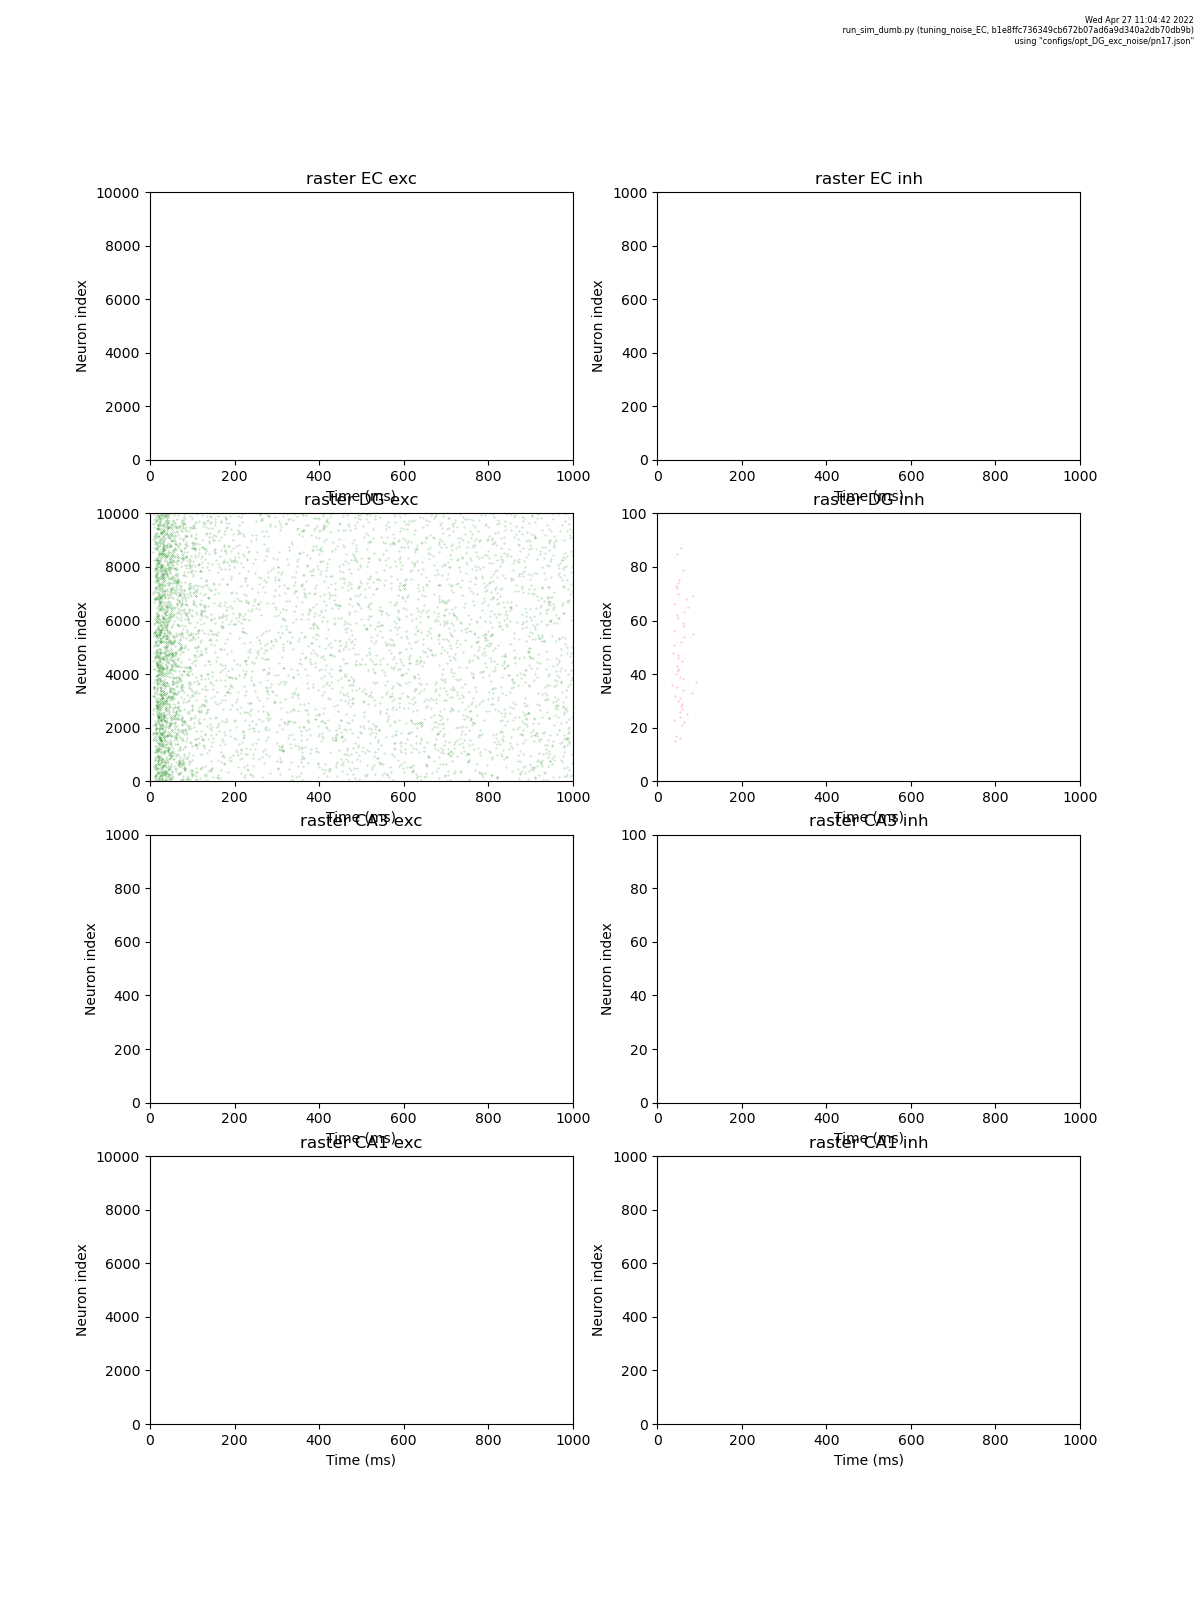 Wed Apr 27 11:04:42 2022
run_sim_dumb.py (tuning_noise_EC, b1e8ffc736349cb672b07ad6a9d340a2db70db9b)
using "configs/opt_DG_exc_noise/pn17.json"
raster EC exc
10000
8000
6000
4000
2000
0
Neuron index
0 200 400 600 800 1000
Time (ms)
raster EC inh
1000
800
600
400
200
0
Neuron index
0 200 400 600 800 1000
Time (ms)
raster DG exc
10000
8000
6000
4000
2000
0
Neuron index
0 200 400 600 800 1000
Time (ms)
raster DG inh
100
80
60
40
20
0
Neuron index
0 200 400 600 800 1000
Time (ms)
raster CA3 exc
1000
800
600
400
200
0
Neuron index
0 200 400 600 800 1000
Time (ms)
raster CA3 inh
100
80
60
40
20
0
Neuron index
0 200 400 600 800 1000
Time (ms)
raster CA1 exc
10000
8000
6000
4000
2000
0
Neuron index
0 200 400 600 800 1000
Time (ms)
raster CA1 inh
1000
800
600
400
200
0
Neuron index
0 200 400 600 800 1000
Time (ms)